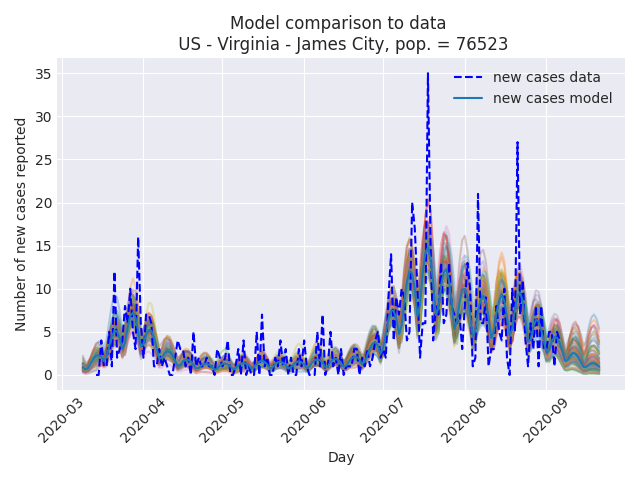 Model comparison to data
US - Virginia - James City, pop. = 76523
new cases data
new cases model
Number of new cases reported
35
30
25
20
15
10
5
0
2020-03
2020-04
2020-05
2020-06
2020-07
2020-08
2020-09
Day